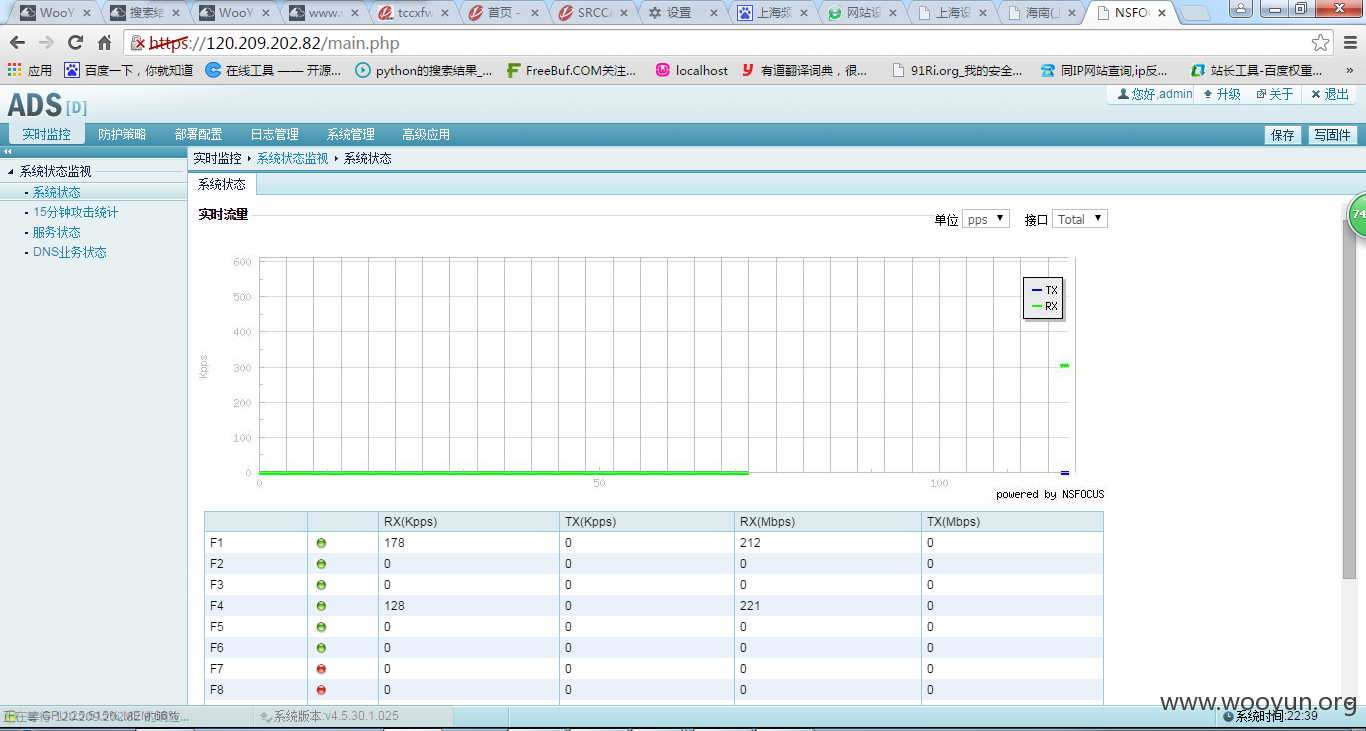 WooY 搜索结 WooY www.v tccxfw 首页 - SRCC 设置 上海频 网站设 上海设 海南(上 NSFO
https://120.209.202.82/main.php
应用 百度一下，你就知道 在线工具 —— 开源... python的搜索结果_... FreeBuf.COM关注... localhost 有道翻译词典，很... 91Ri.org_我的安全... 同IP网站查询,ip反... 站长工具-百度权重... »
ADS [D] 您好,admin 升级 关于 退出
实时监控 防护策略 部署配置 日志管理 系统管理 高级应用 保存 写固件
实时监控 系统状态监视 系统状态
系统状态监视
系统状态
15分钟攻击统计
服务状态
DNS业务状态
系统状态
实时流量 单位 pps 接口 Total
74
600
500
400
300
200
100
0
Kpps
TX
RX
0 50 100
powered by NSFOCUS
RX(Kpps) TX(Kpps) RX(Mbps) TX(Mbps)
F1 178 0 212 0
F2 0 0 0 0
F3 0 0 0 0
F4 128 0 221 0
F5 0 0 0 0
F6 0 0 0 0
F7 0 0 0 0
F8 0 0 0 0
www.wooyun.org
系统版本:v4.5.30.1.025 系统时间:22:39